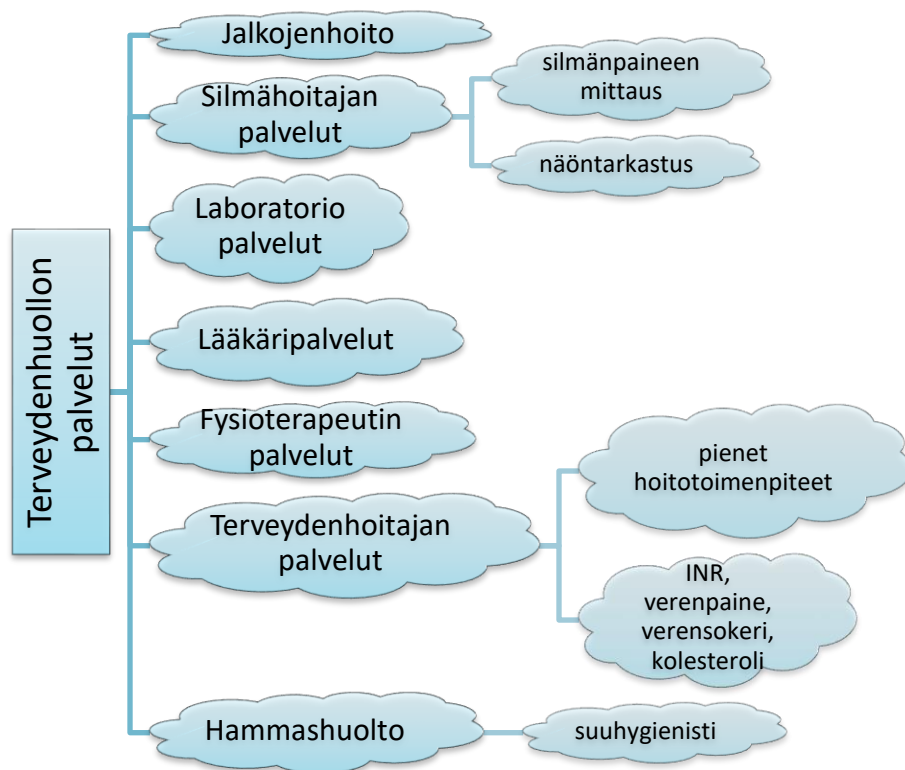 Terveydenhuollon
palvelut
Jalkojenhoito
Silmähoitajan
palvelut
silmänpaineen
mittaus
näöntarkastus
Laboratorio
palvelut
Lääkäripalvelut
Fysioterapeutin
palvelut
Terveydenhoitajan
palvelut
pienet
hoitotoimenpiteet
INR,
verenpaine,
verensokeri,
kolesteroli
Hammashuolto
suuhygienisti